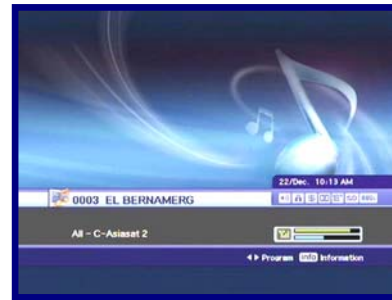 22/Dec. 10:13 AM
0003 EL BERNAMERG
All - C-Asiasat 2
Program Info Information